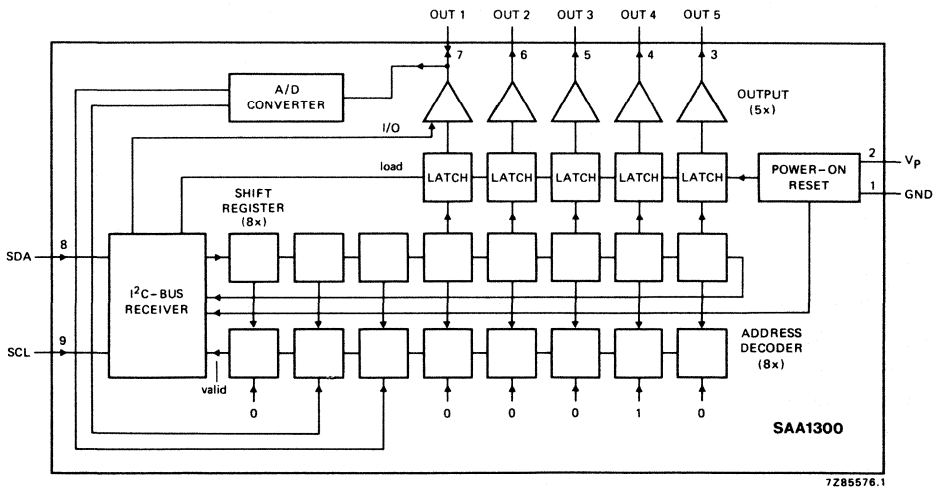 OUT 1 OUT 2 OUT 3 OUT 4 OUT 5
7 6 5 4 3
A/D
CONVERTER
OUTPUT
(5x)
I/O
load
LATCH LATCH LATCH LATCH LATCH
POWER-ON
RESET
2 VP
1 GND
SHIFT
REGISTER
(8x)
SDA 8
I2C-BUS
RECEIVER
SCL 9
valid
ADDRESS
DECODER
(8x)
0 0 0 0 1 0
SAA1300
7Z85576.1